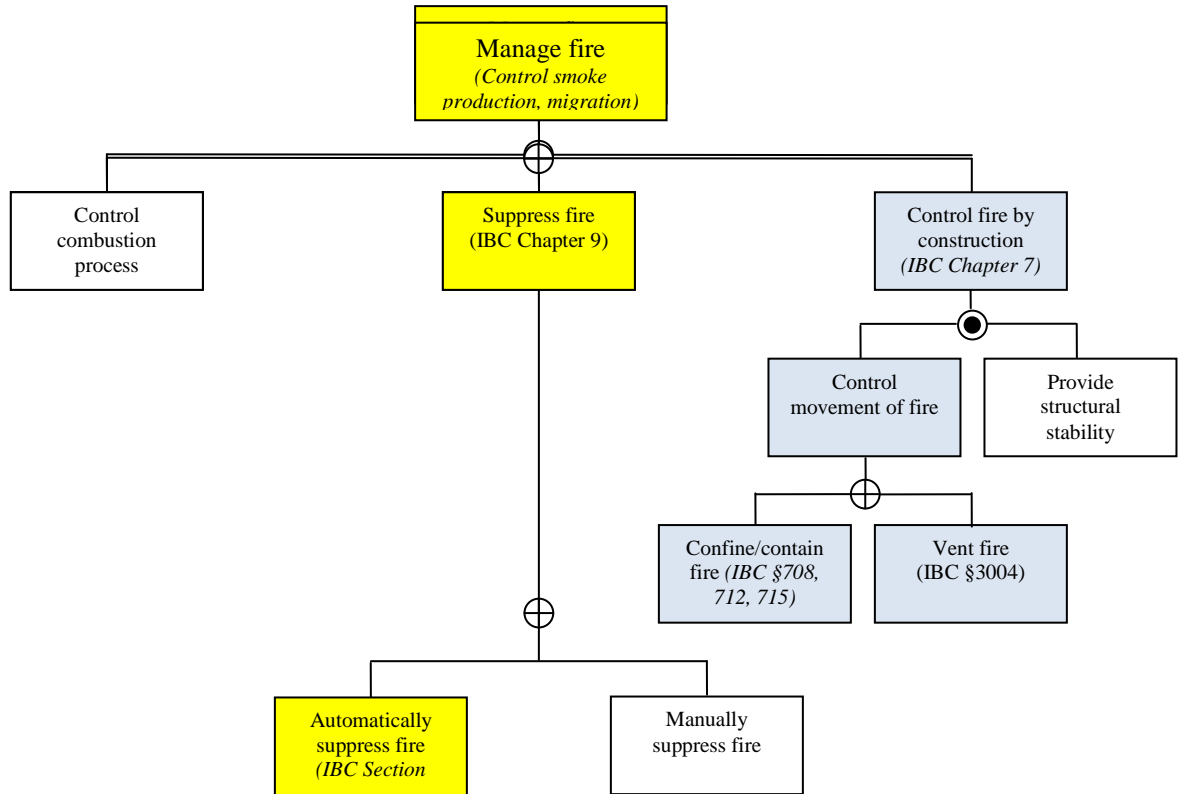 Manage fire
(Control smoke
production, migration)
Control
combustion
process
Suppress fire
(IBC Chapter 9)
Control fire by
construction
(IBC Chapter 7)
Control
movement of fire
Provide
structural
stability
Confine/contain
fire (IBC §708,
712, 715)
Vent fire
(IBC §3004)
Automatically
suppress fire
(IBC Section
Manually
suppress fire